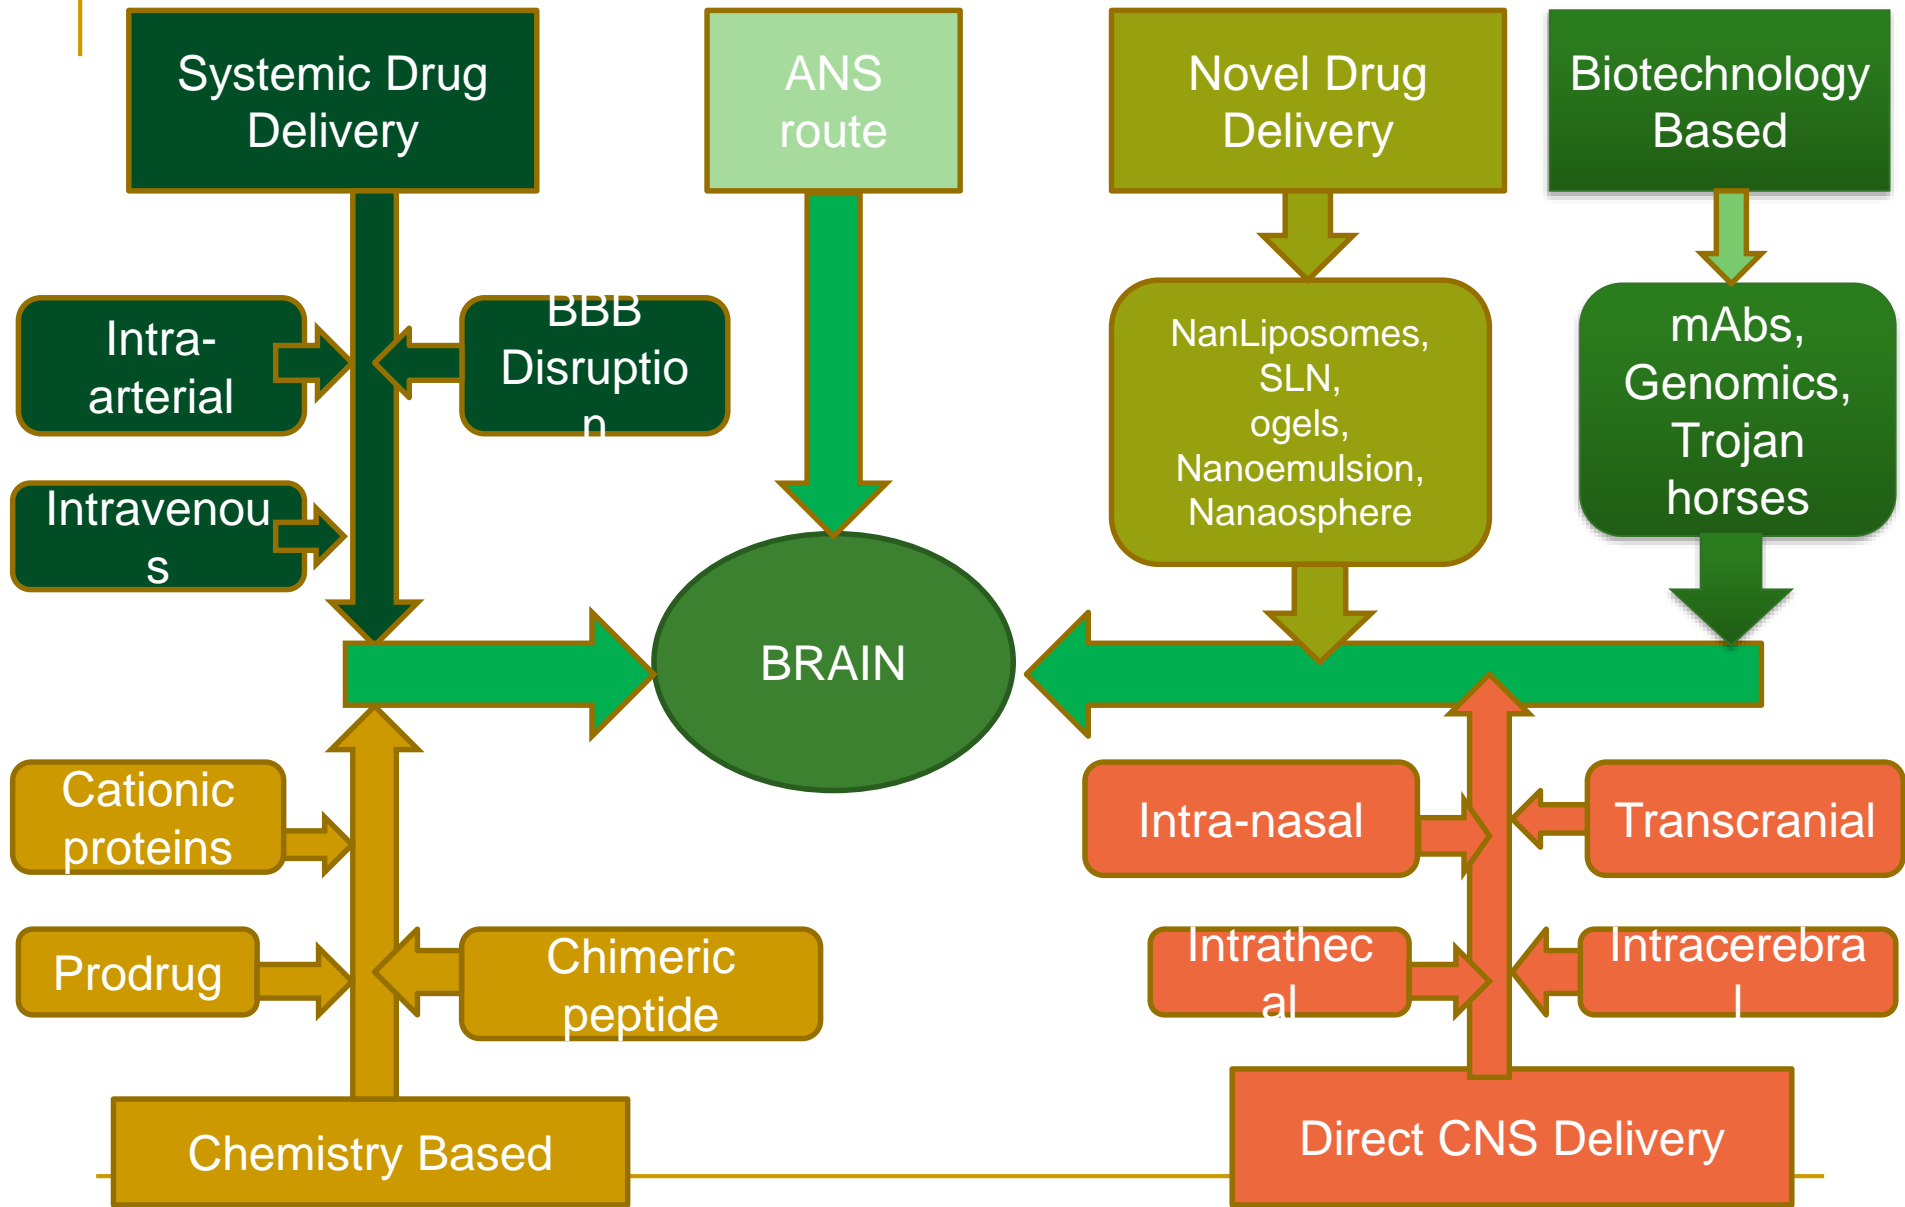 Systemic Drug
Delivery
ANS
route
Novel Drug
Delivery
Biotechnology
Based
Intra-
arterial
BBB
Disruptio
n
Intravenou
s
NanLiposomes,
SLN,
ogels,
Nanoemulsion,
Nanaosphere
mAbs,
Genomics,
Trojan
horses
BRAIN
Cationic
proteins
Prodrug
Chimeric
peptide
Chemistry Based
Intra-nasal
Transcranial
Intrathec
al
Intracerebra
l
Direct CNS Delivery